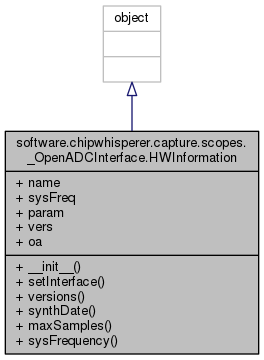 object
software.chipwhisperer.capture.scopes.
_OpenADCInterface.HWInformation
+ name
+ sysFreq
+ param
+ vers
+ oa
+ __init__()
+ setInterface()
+ versions()
+ synthDate()
+ maxSamples()
+ sysFrequency()